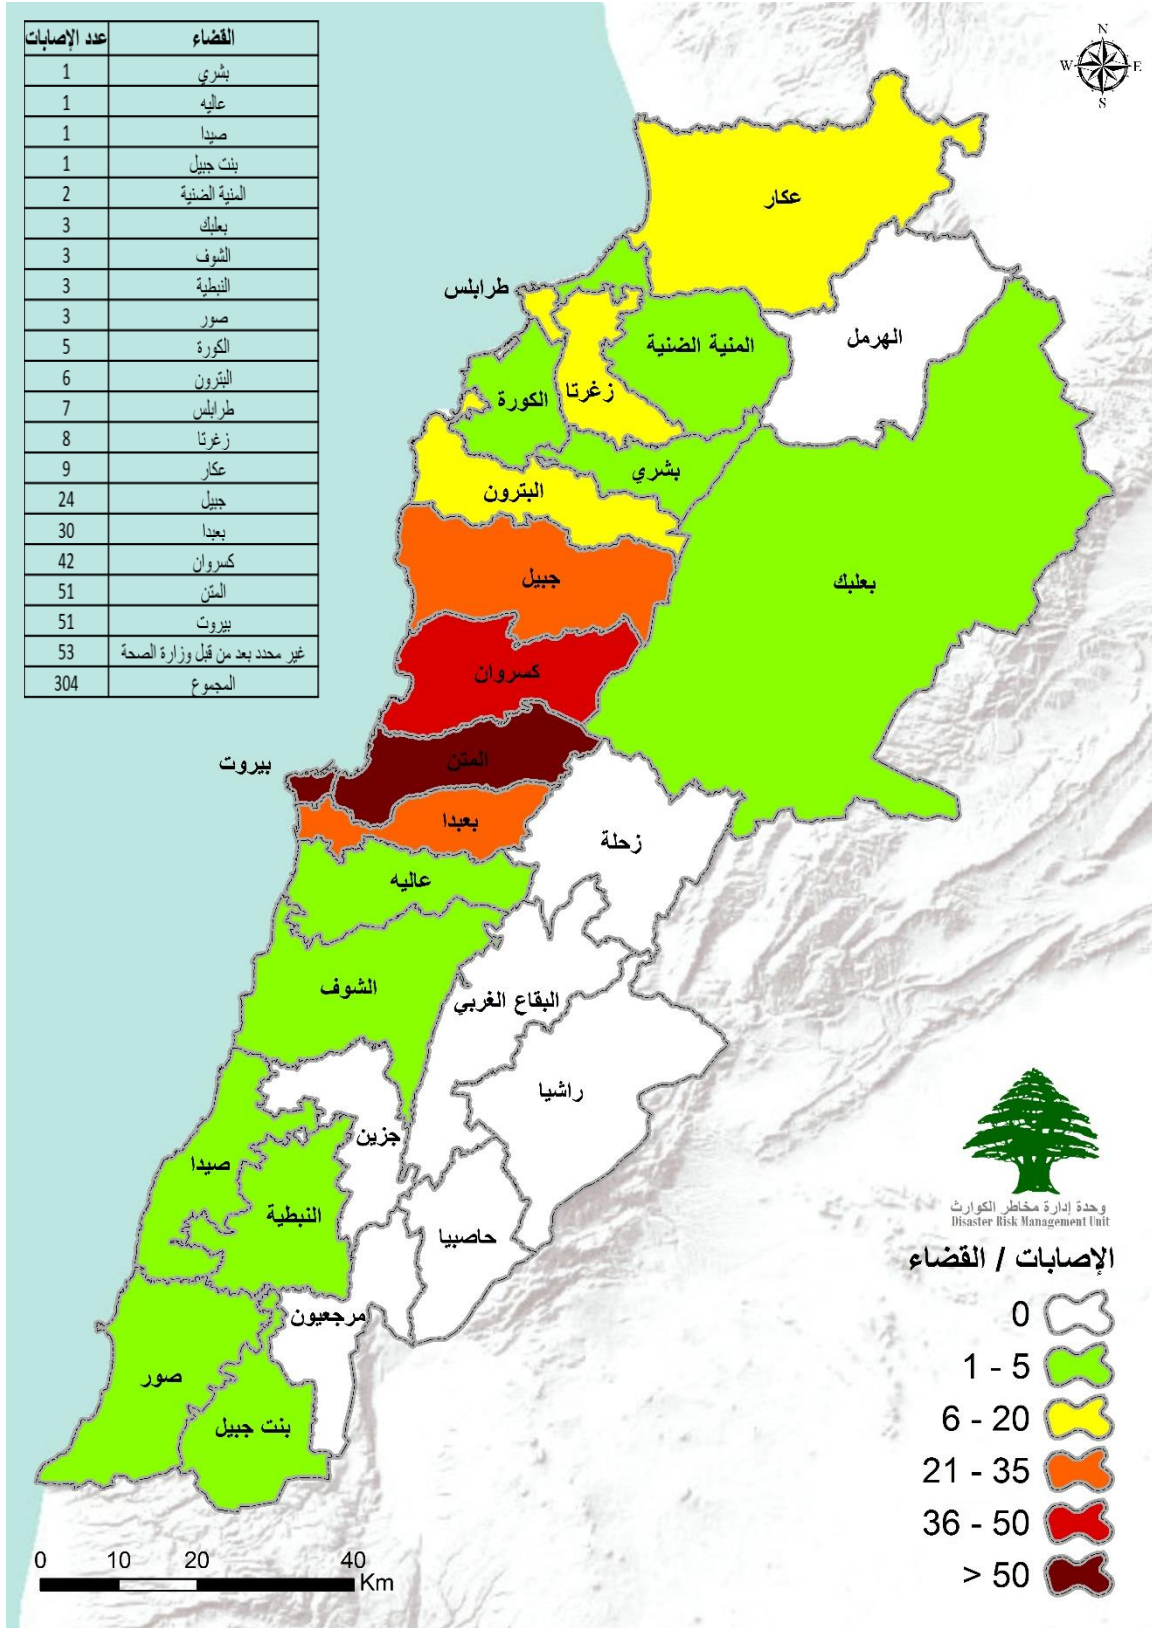 القضاء عدد الإصابات
بشري 1
عاليه 1
صيدا 1
بنت جبيل 1
المنية الضنية 2
بعلبك 3
الشوف 3
النبطية 3
صور 3
الكورة 5
البترون 6
طرابلس 7
زغرتا 8
عكار 9
جبيل 24
بعبدا 30
كسروان 42
المتن 51
بيروت 51
غير محدد بعد من قبل وزارة الصحة 53
المجموع 304
N
W E
S
عكار
طرابلس
الهرمل
المنية الضنية
زغرتا
الكورة
بشري
البترون
جبيل
بعلبك
كسروان
المتن
بيروت
بعبدا
زحلة
عاليه
الشوف
البقاع الغربي
راشيا
جزين
صيدا
النبطية
حاصبيا
مرجعيون
صور
بنت جبيل
وحدة إدارة مخاطر الكوارث
Disaster Risk Management Unit
الإصابات / القضاء
0
1 - 5
6 - 20
21 - 35
36 - 50
> 50
0 10 20 40
Km